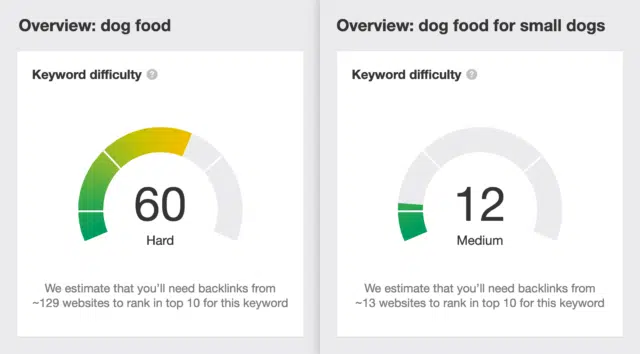 Overview: dog food
Keyword difficulty ?
60
Hard
We estimate that you'll need backlinks from
~129 websites to rank in top 10 for this keyword
Overview: dog food for small dogs
Keyword difficulty ?
12
Medium
We estimate that you'll need backlinks from
~13 websites to rank in top 10 for this keyword